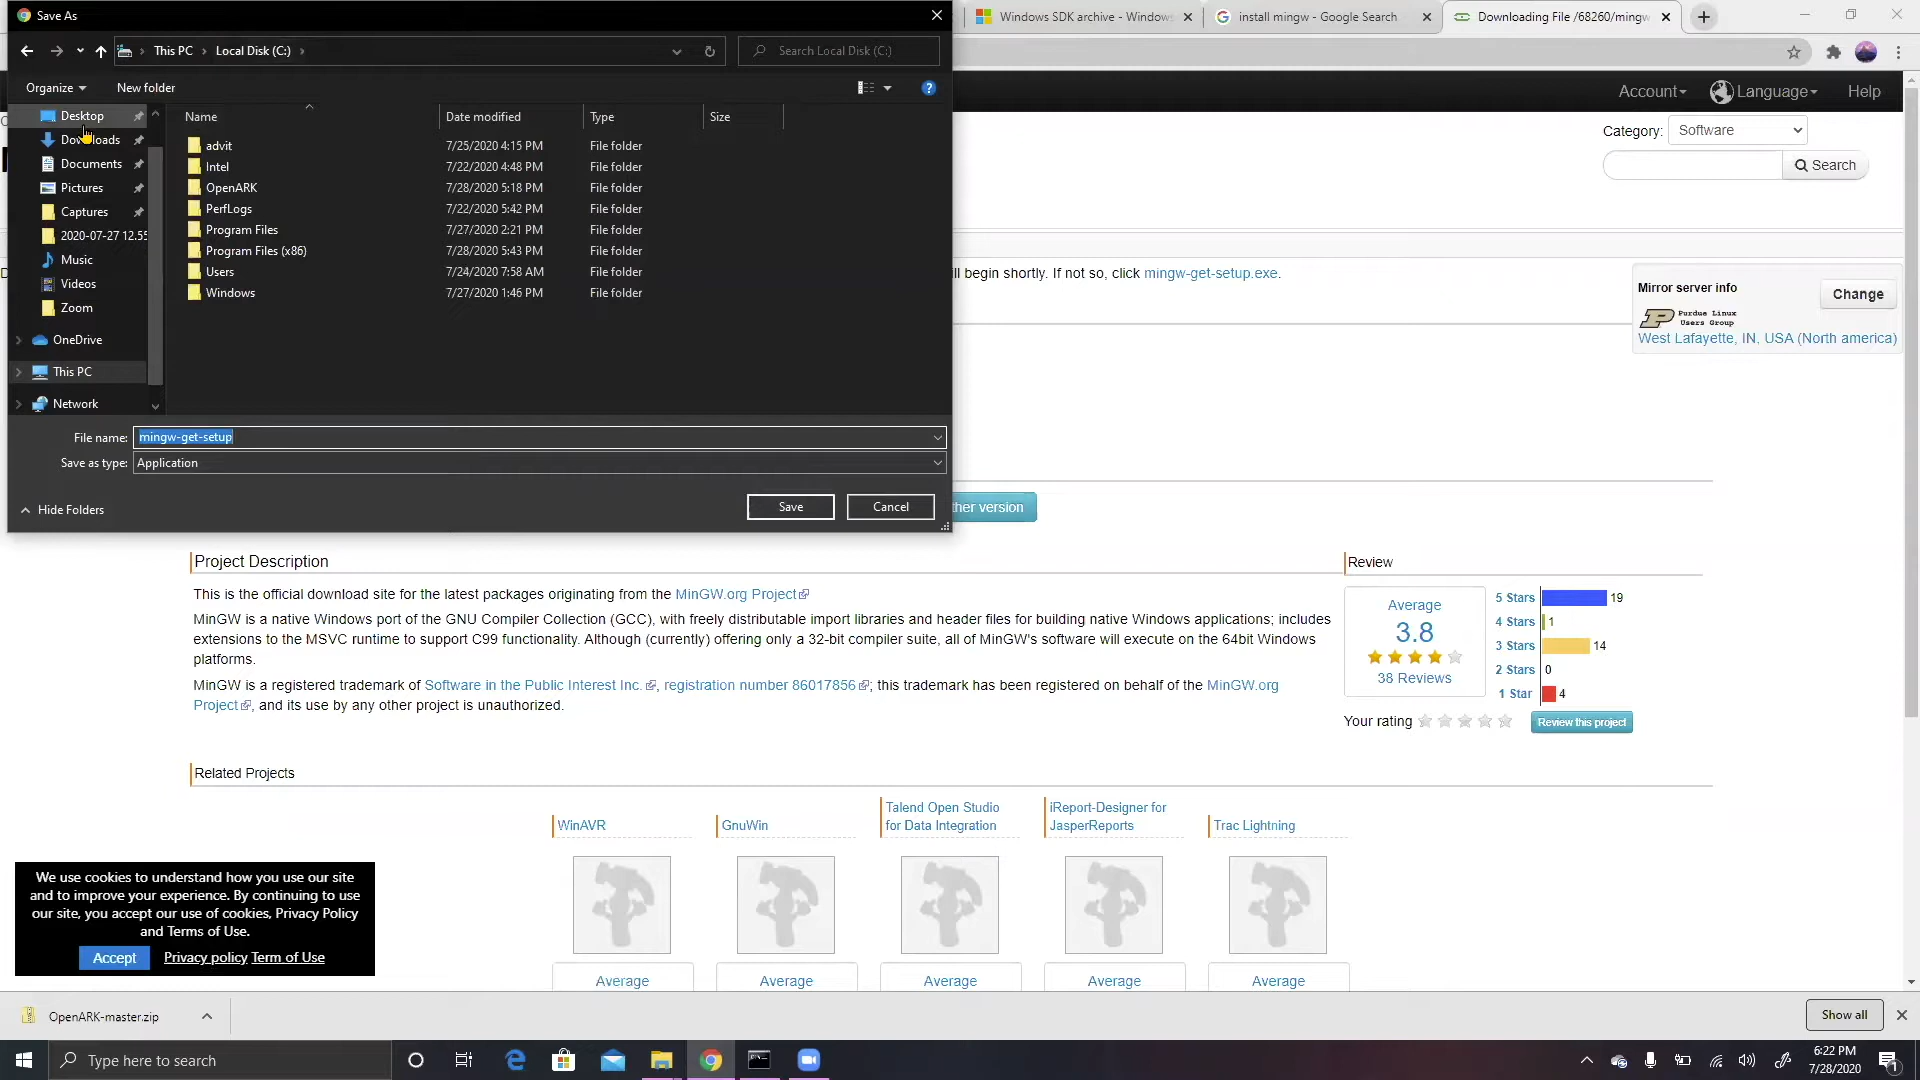 Save As
Windows SDK archive - Windows
install mingw - Google Search
Downloading File /68260/mingw
This PC
Local Disk (C:)
Search Local Disk (C:)
Organize
New folder
Account
Language
Help
Desktop
Downloads
Documents
Pictures
Captures
2020-07-27 12.55
Music
Videos
Zoom
OneDrive
This PC
Network
Name
Date modified
Type
Size
advit 7/25/2020 4:15 PM File folder
Intel 7/22/2020 4:48 PM File folder
OpenARK 7/28/2020 5:18 PM File folder
PerfLogs 7/22/2020 5:42 PM File folder
Program Files 7/27/2020 2:21 PM File folder
Program Files (x86) 7/28/2020 5:43 PM File folder
Users 7/24/2020 7:58 AM File folder
Windows 7/27/2020 1:46 PM File folder
File name: mingw-get-setup
Save as type: Application
Hide Folders
Save
Cancel
Category: Software
Search
ll begin shortly. If not so, click mingw-get-setup.exe.
Mirror server info
Change
Purdue Linux
Users Group
West Lafayette, IN, USA (North america)
ther version
Project Description
This is the official download site for the latest packages originating from the MinGW.org Project
MinGW is a native Windows port of the GNU Compiler Collection (GCC), with freely distributable import libraries and header files for building native Windows applications; includes
extensions to the MSVC runtime to support C99 functionality. Although (currently) offering only a 32-bit compiler suite, all of MinGW's software will execute on the 64bit Windows
platforms.
MinGW is a registered trademark of Software in the Public Interest Inc. , registration number 86017856 ; this trademark has been registered on behalf of the MinGW.org
Project , and its use by any other project is unauthorized.
Review
Average
3.8
38 Reviews
5 Stars 19
4 Stars 1
3 Stars 14
2 Stars 0
1 Star 4
Your rating
Review this project
Related Projects
WinAVR
GnuWin
Talend Open Studio
for Data Integration
iReport-Designer for
JasperReports
Trac Lightning
Average
Average
Average
Average
Average
We use cookies to understand how you use our site
and to improve your experience. By continuing to use
our site, you accept our use of cookies, Privacy Policy
and Terms of Use.
Accept
Privacy policy Term of Use
OpenARK-master.zip
Show all
Type here to search
6:22 PM
7/28/2020
1